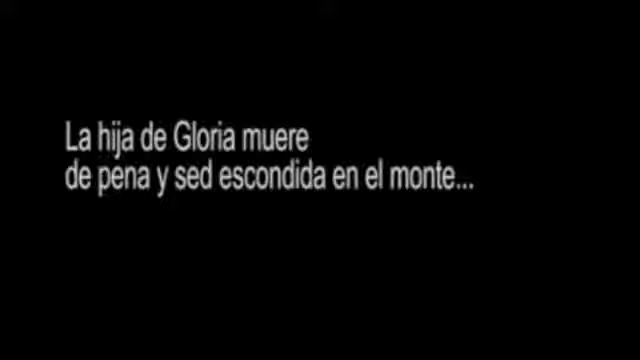 La hija de Gloria muere
de pena y sed escondida en el monte...